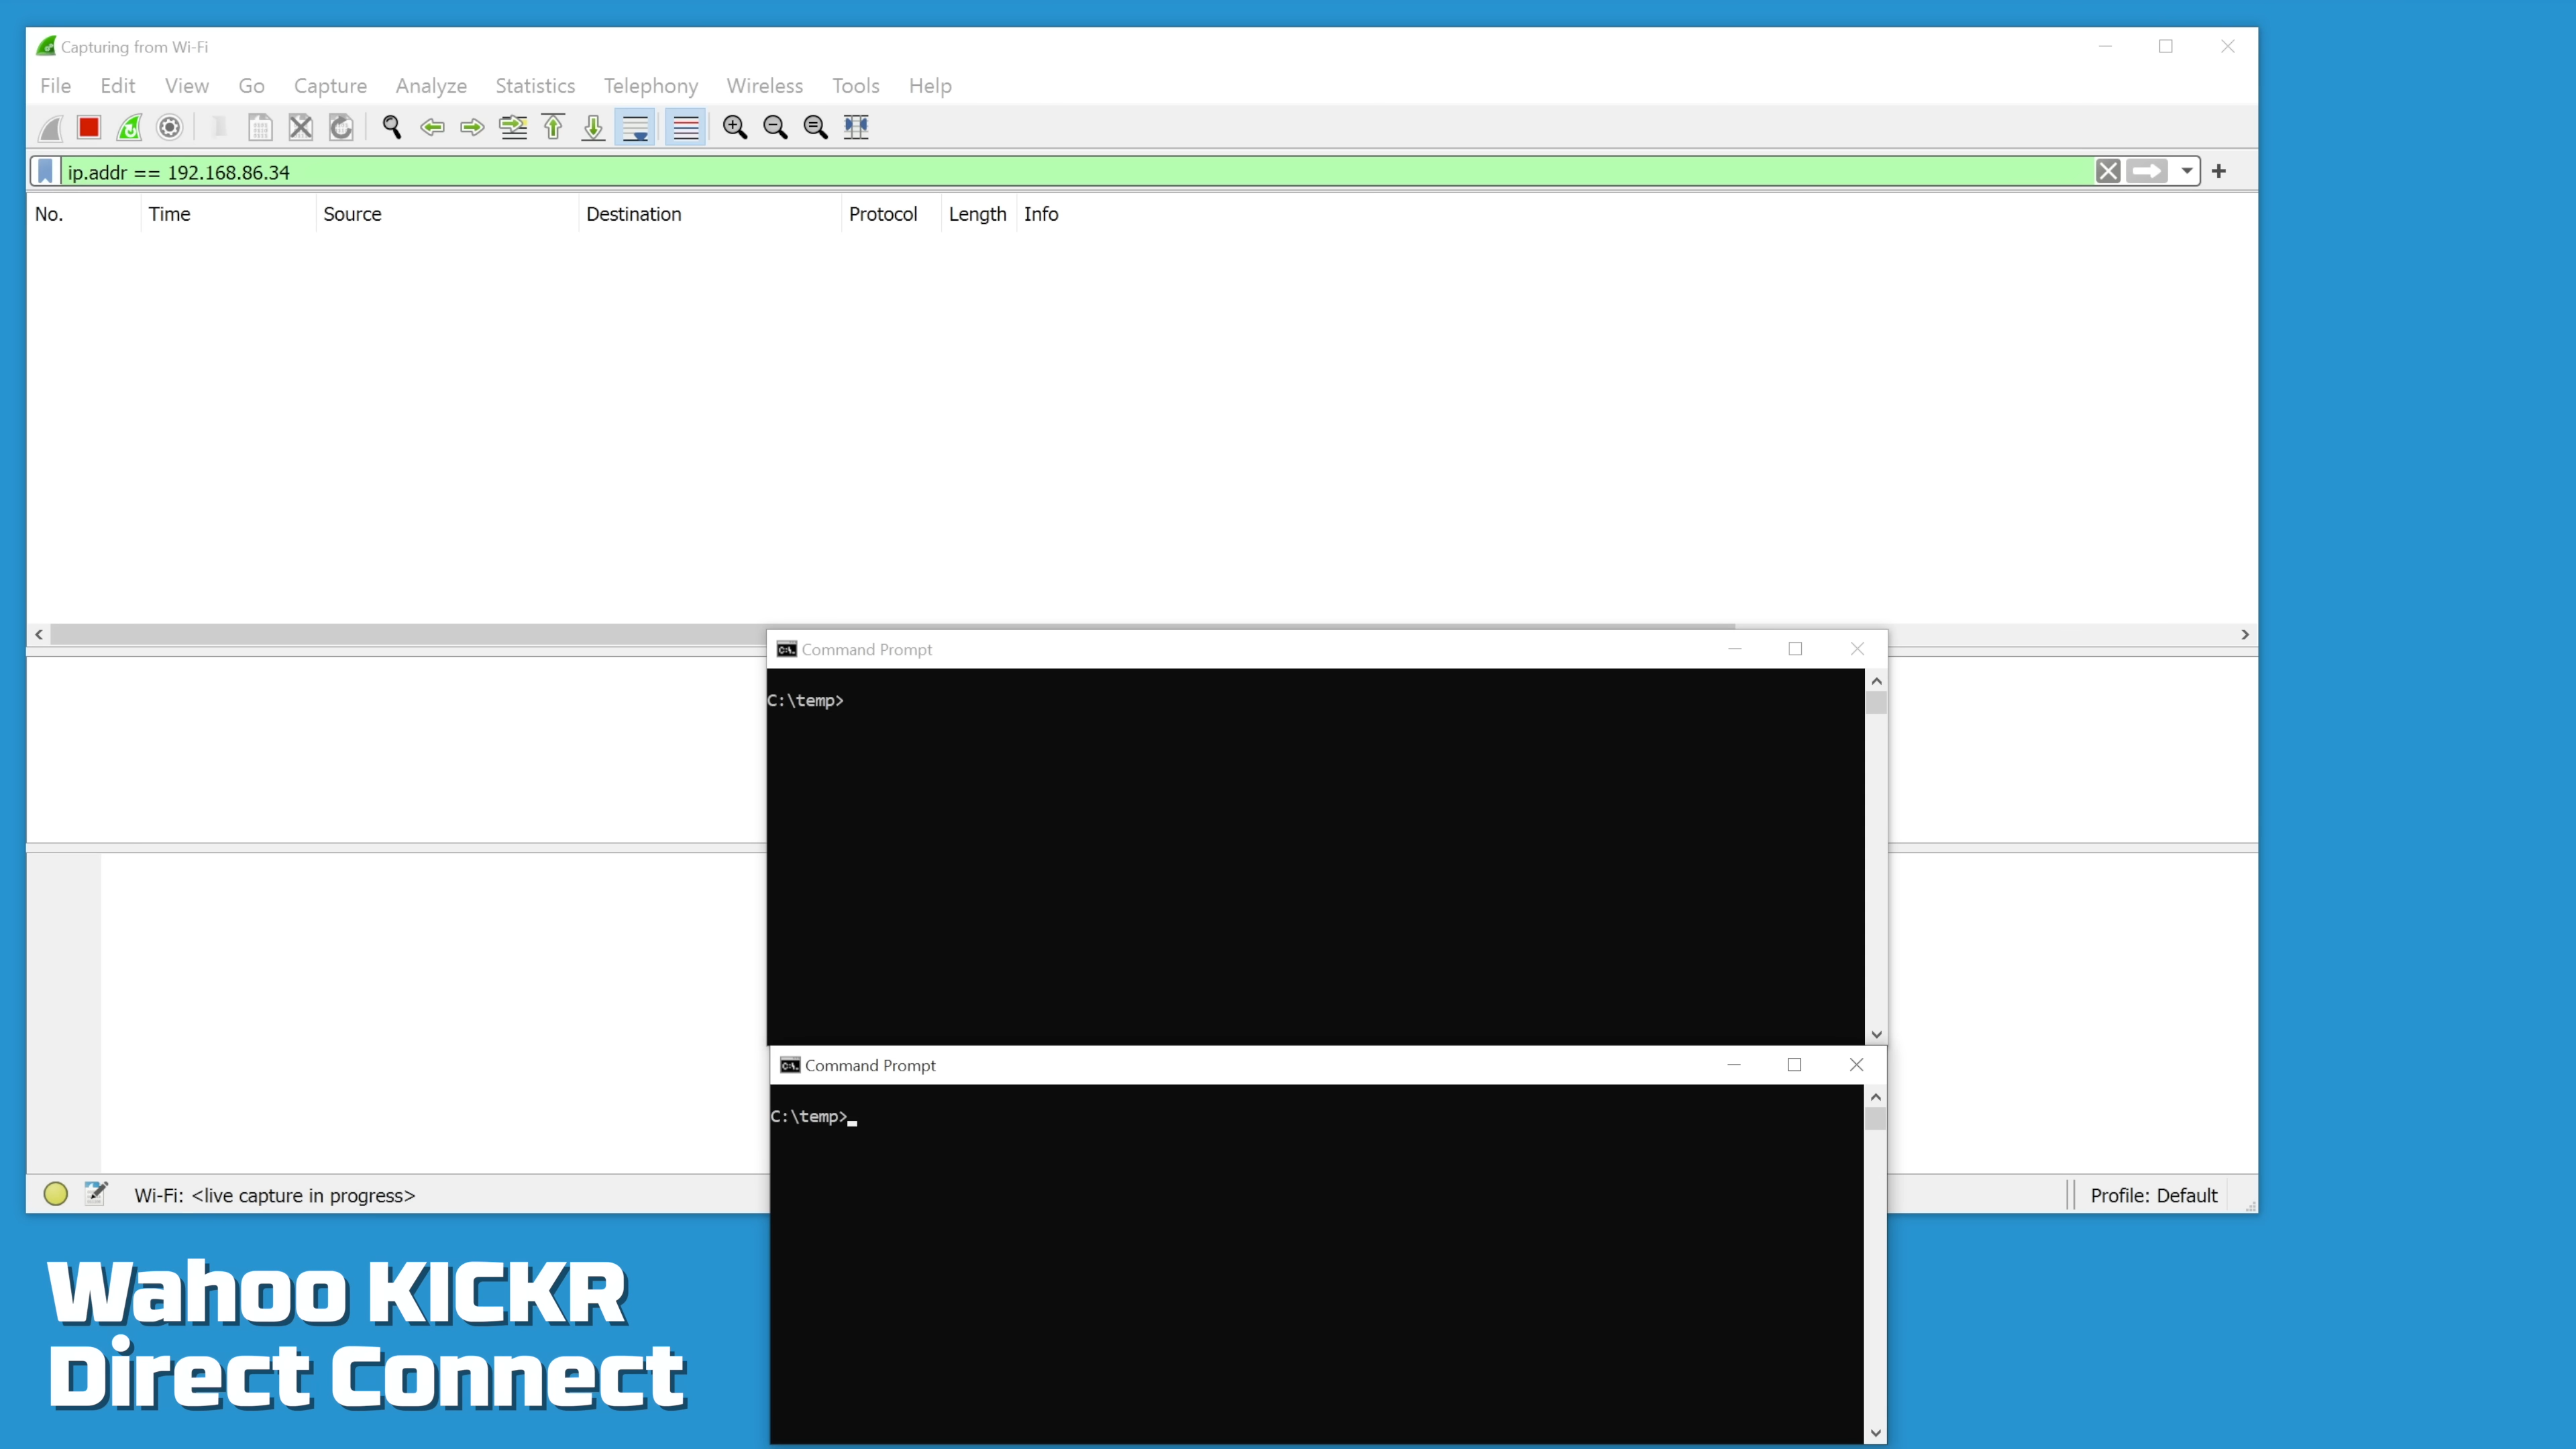 Capturing from Wi-Fi
File Edit View Go Capture Analyze Statistics Telephony Wireless Tools Help
ip.addr == 192.168.86.34
No. Time Source Destination Protocol Length Info
Command Prompt
C:\temp>
Command Prompt
C:\temp>
Wi-Fi: <live capture in progress>
Profile: Default
Wahoo KICKR
Direct Connect